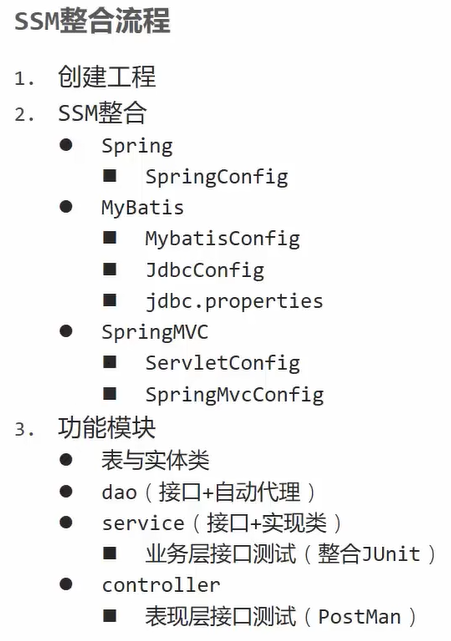 SSM整合流程
1. 创建工程
2. SSM整合
● Spring
■ SpringConfig
● MyBatis
■ MybatisConfig
■ JdbcConfig
■ jdbc.properties
● SpringMVC
■ ServletConfig
■ SpringMvcConfig
3. 功能模块
● 表与实体类
● dao（接口+自动代理）
● service（接口+实现类）
■ 业务层接口测试（整合JUnit）
● controller
■ 表现层接口测试（PostMan）